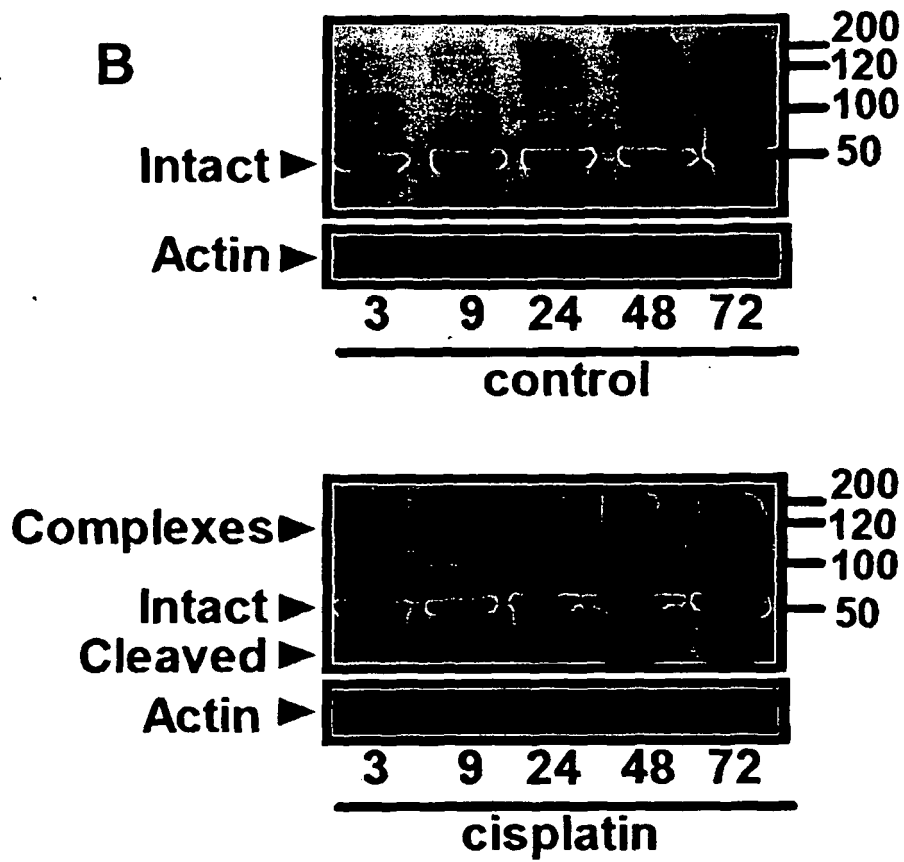 B
200
120
100
Intact 50
Actin
3 9 24 48 72
control
200
Complexes 120
100
Intact 50
Cleaved
Actin
3 9 24 48 72
cisplatin